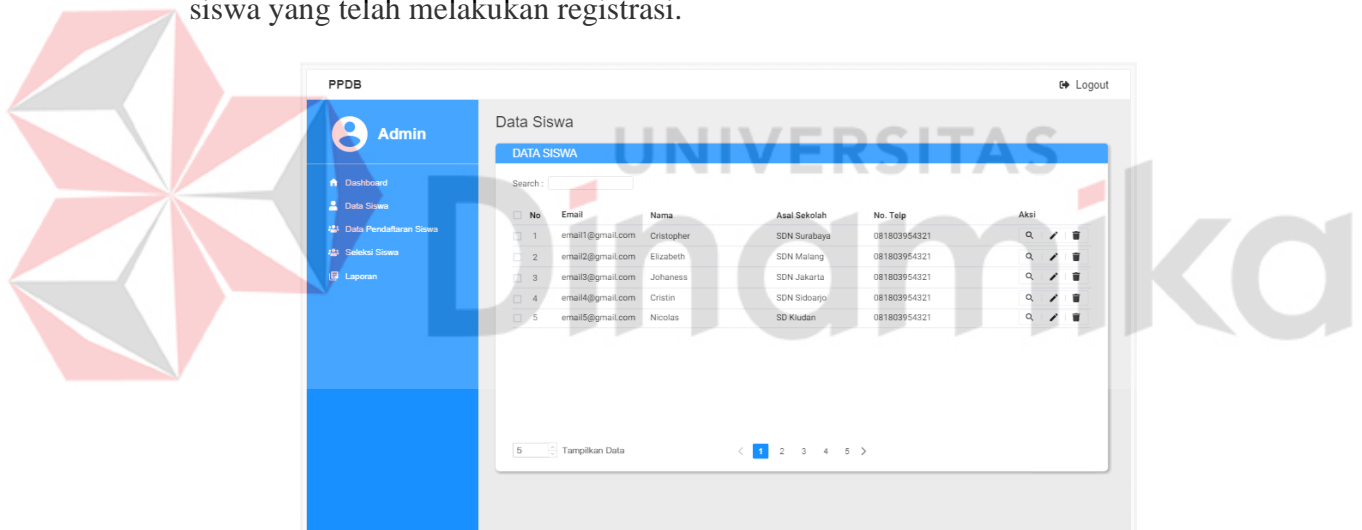 siswa yang telah melakukan registrasi.
PPDB Logout
Admin
Data Siswa
UNIVERSITAS
Dinamika
DATA SISWA
Dashboard
Data Siswa
Data Pendaftaran Siswa
Seleksi Siswa
Laporan
Search :
No Email Nama Asal Sekolah No. Telp Aksi
1 email1@gmail.com Cristopher SDN Surabaya 081803954321
2 email2@gmail.com Elizabeth SDN Malang 081803954321
3 email3@gmail.com Johaness SDN Jakarta 081803954321
4 email4@gmail.com Cristin SDN Sidoarjo 081803954321
5 email5@gmail.com Nicolas SD Kludan 081803954321
5 Tampilkan Data < 1 2 3 4 5 >